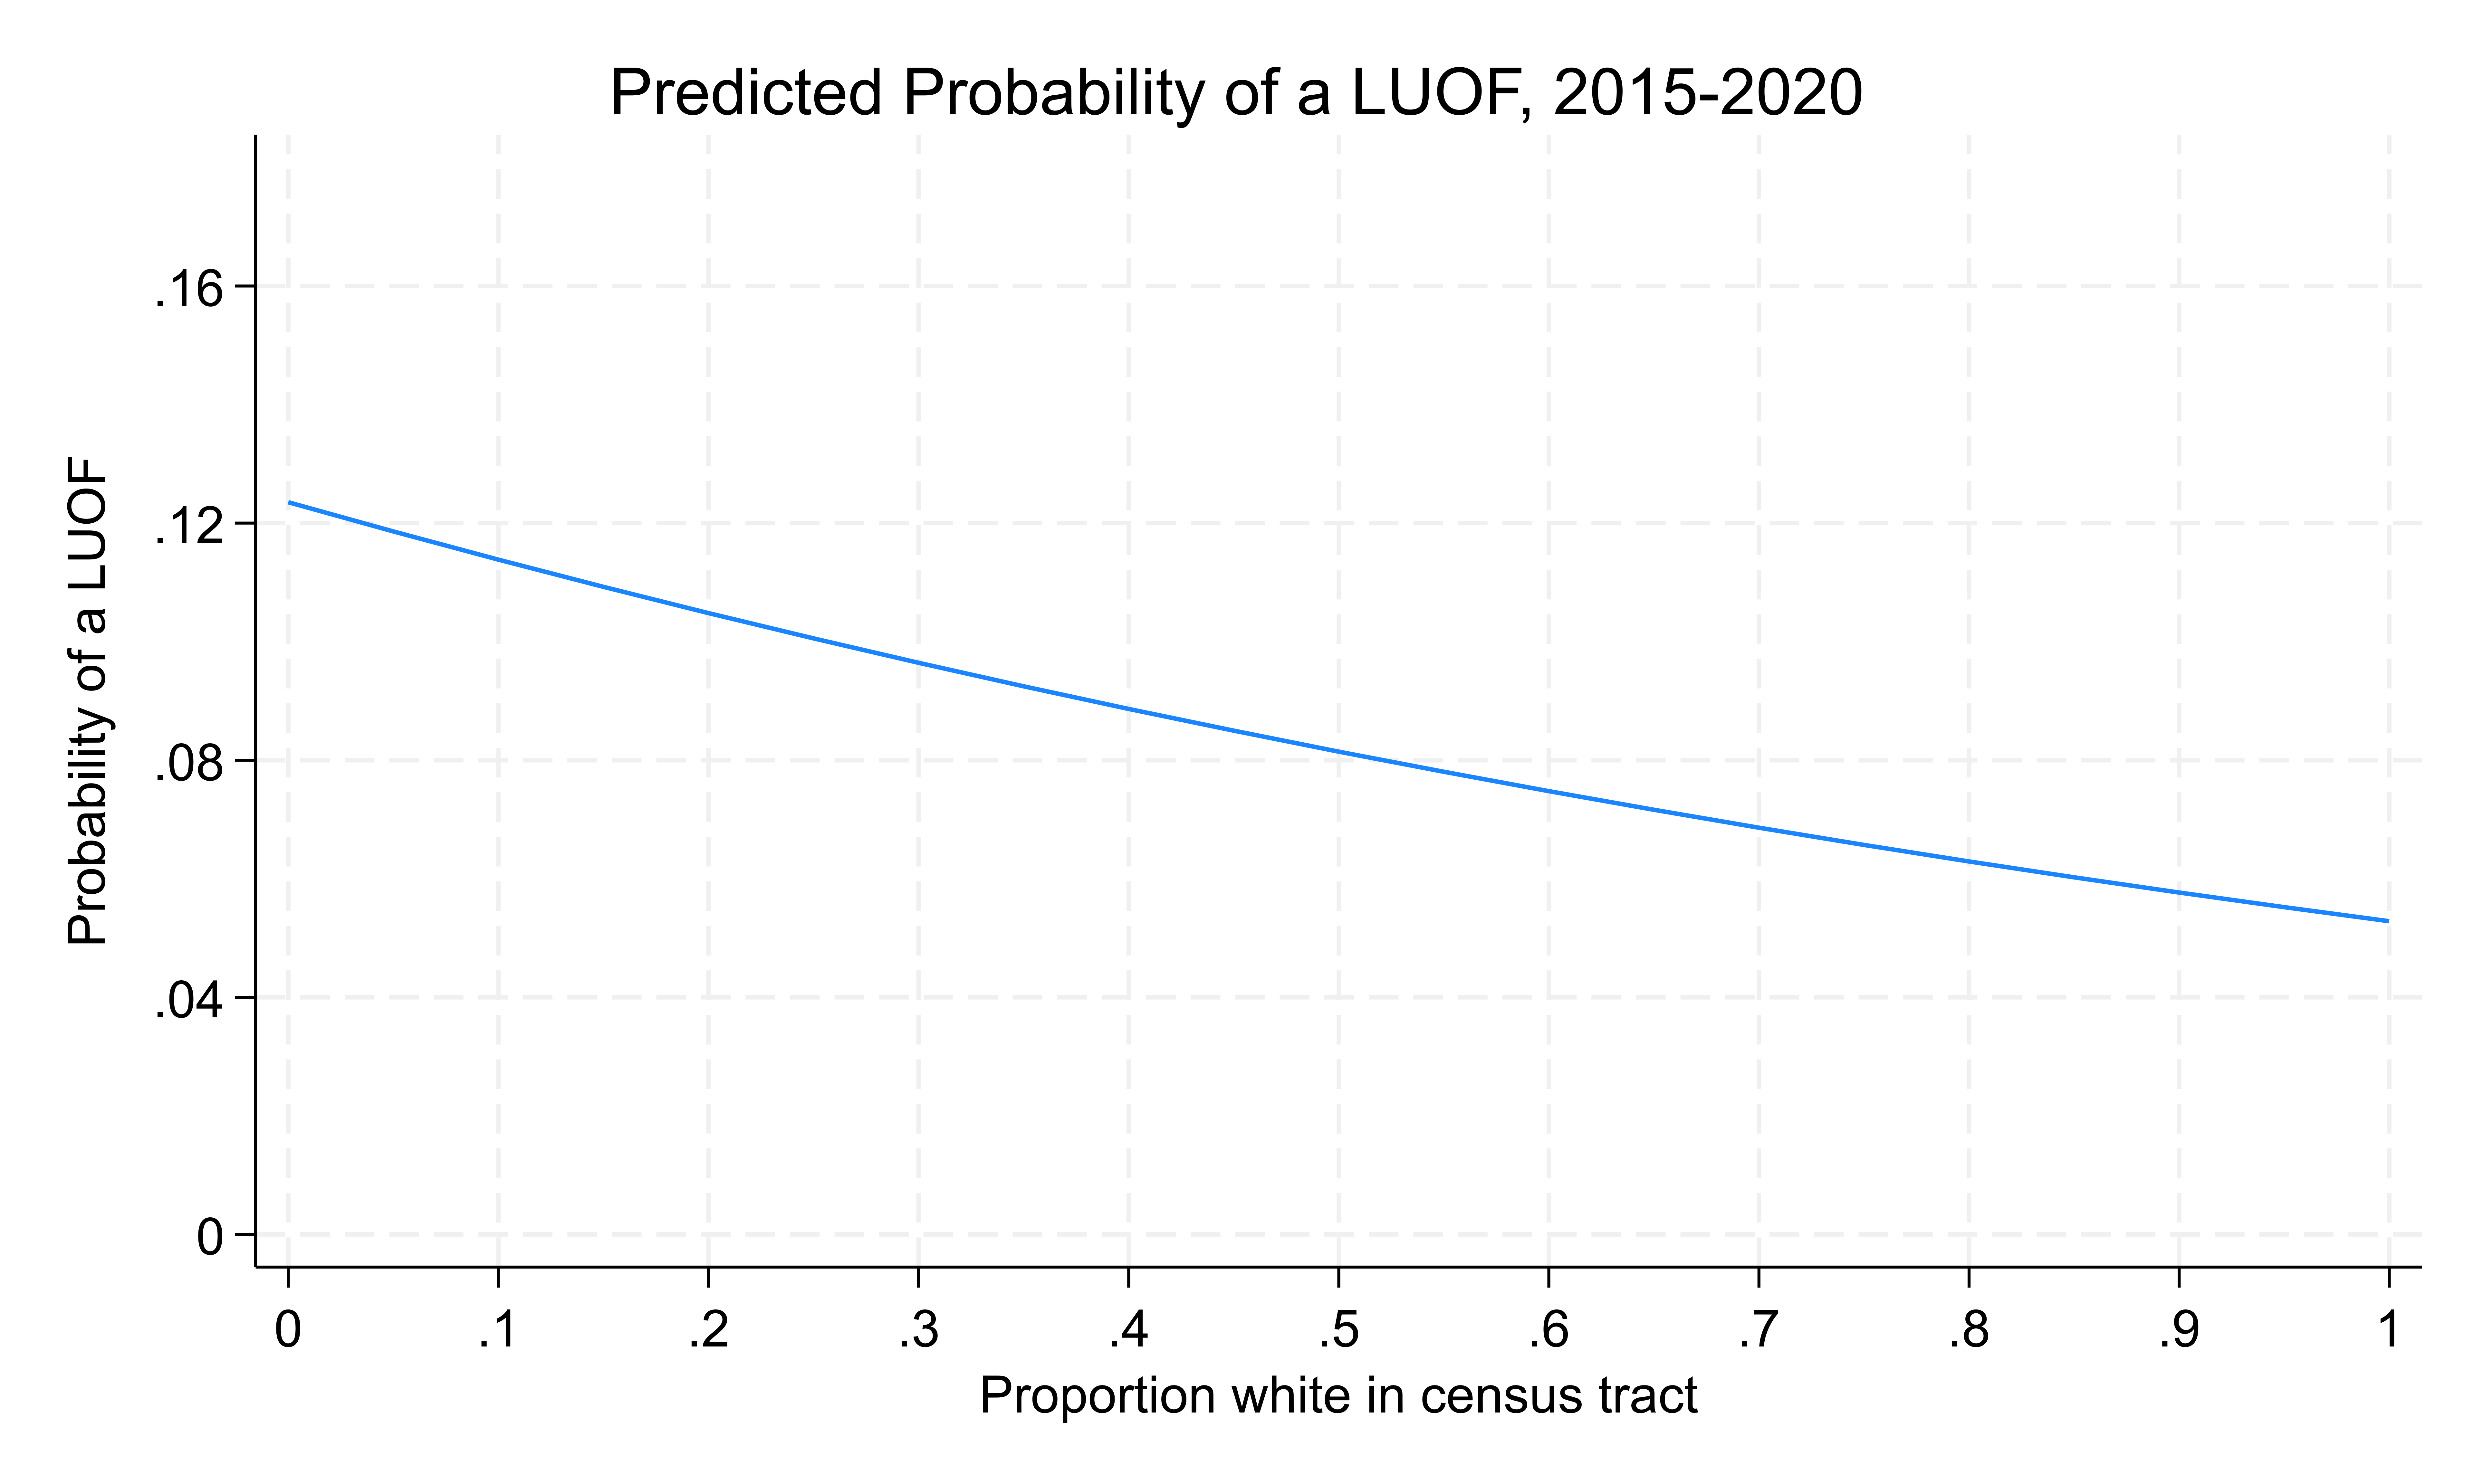 Predicted Probability of a LUOF, 2015-2020
Probability of a LUOF
.16
.12
.08
.04
0
0 .1 .2 .3 .4 .5 .6 .7 .8 .9 1
Proportion white in census tract